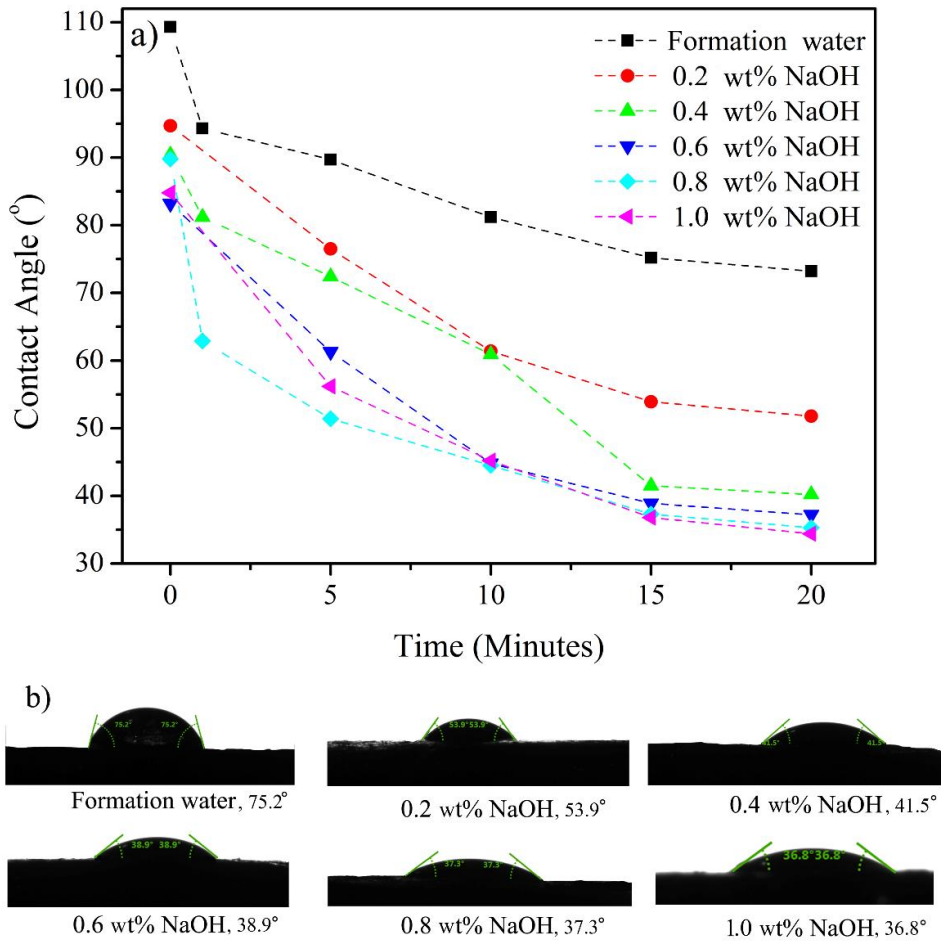 a)
Formation water
0.2 wt% NaOH
0.4 wt% NaOH
0.6 wt% NaOH
0.8 wt% NaOH
1.0 wt% NaOH
110
100
90
80
70
60
50
40
30
Contact Angle (°)
0 5 10 15 20
Time (Minutes)
b)
75.2° 75.2°
53.9° 53.9°
41.5° 41.5°
Formation water, 75.2°
0.2 wt% NaOH, 53.9°
0.4 wt% NaOH, 41.5°
38.9° 38.9°
37.3° 37.3°
36.8° 36.8°
0.6 wt% NaOH, 38.9°
0.8 wt% NaOH, 37.3°
1.0 wt% NaOH, 36.8°